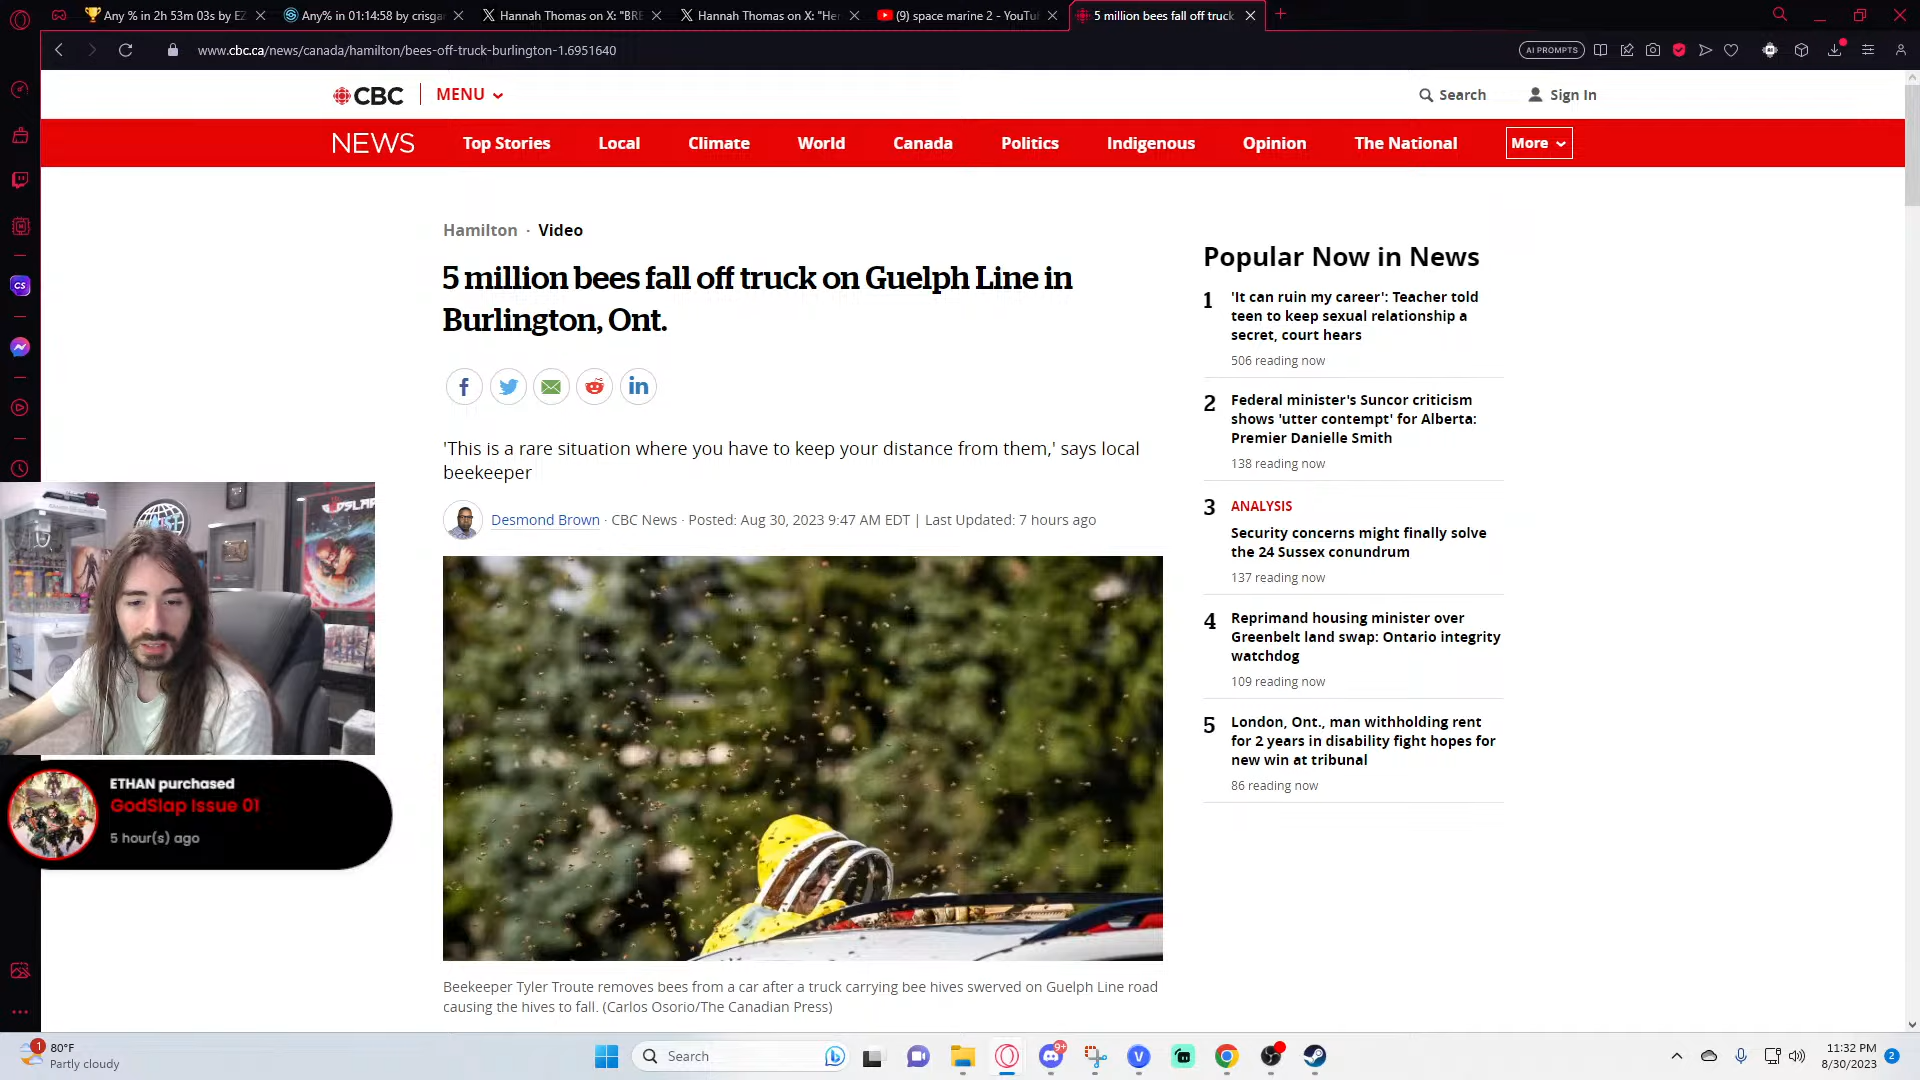 Any % in 2h 53m 03s by EZ
Any% in 01:14:58 by crisgar
Hannah Thomas on X: "BRE
Hannah Thomas on X: "Her
(9) space marine 2 - YouTu
5 million bees fall off truck
www.cbc.ca/news/canada/hamilton/bees-off-truck-burlington-1.6951640
AI PROMPTS
CBC
MENU
Search
Sign In
NEWS
Top Stories
Local
Climate
World
Canada
Politics
Indigenous
Opinion
The National
More
Hamilton · Video
5 million bees fall off truck on Guelph Line in
Burlington, Ont.
'This is a rare situation where you have to keep your distance from them,' says local
beekeeper
Desmond Brown · CBC News · Posted: Aug 30, 2023 9:47 AM EDT | Last Updated: 7 hours ago
Beekeeper Tyler Troute removes bees from a car after a truck carrying bee hives swerved on Guelph Line road
causing the hives to fall. (Carlos Osorio/The Canadian Press)
Popular Now in News
1
'It can ruin my career': Teacher told
teen to keep sexual relationship a
secret, court hears
506 reading now
2
Federal minister's Suncor criticism
shows 'utter contempt' for Alberta:
Premier Danielle Smith
138 reading now
3
ANALYSIS
Security concerns might finally solve
the 24 Sussex conundrum
137 reading now
4
Reprimand housing minister over
Greenbelt land swap: Ontario integrity
watchdog
109 reading now
5
London, Ont., man withholding rent
for 2 years in disability fight hopes for
new win at tribunal
86 reading now
CS
ETHAN purchased
GodSlap Issue 01
5 hour(s) ago
1
80°F
Partly cloudy
Search
9+
V
11:32 PM
8/30/2023
2